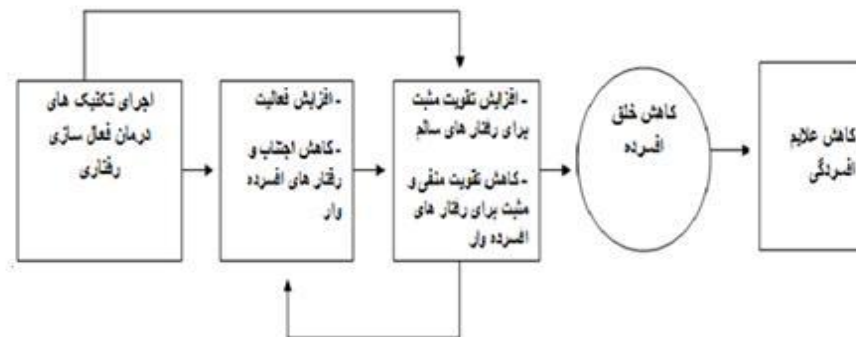 اجرای تکنیک های
درمان فعال سازی
رفتاری
- افزایش فعالیت
- کاهش اجتناب و
رفتار های افسرده
وار
- افزایش تقویت مثبت
برای رفتار های سالم
- کاهش تقویت منفی و
مثبت برای رفتار های
افسرده وار
کاهش خلق
افسرده
کاهش علایم
افسردگی